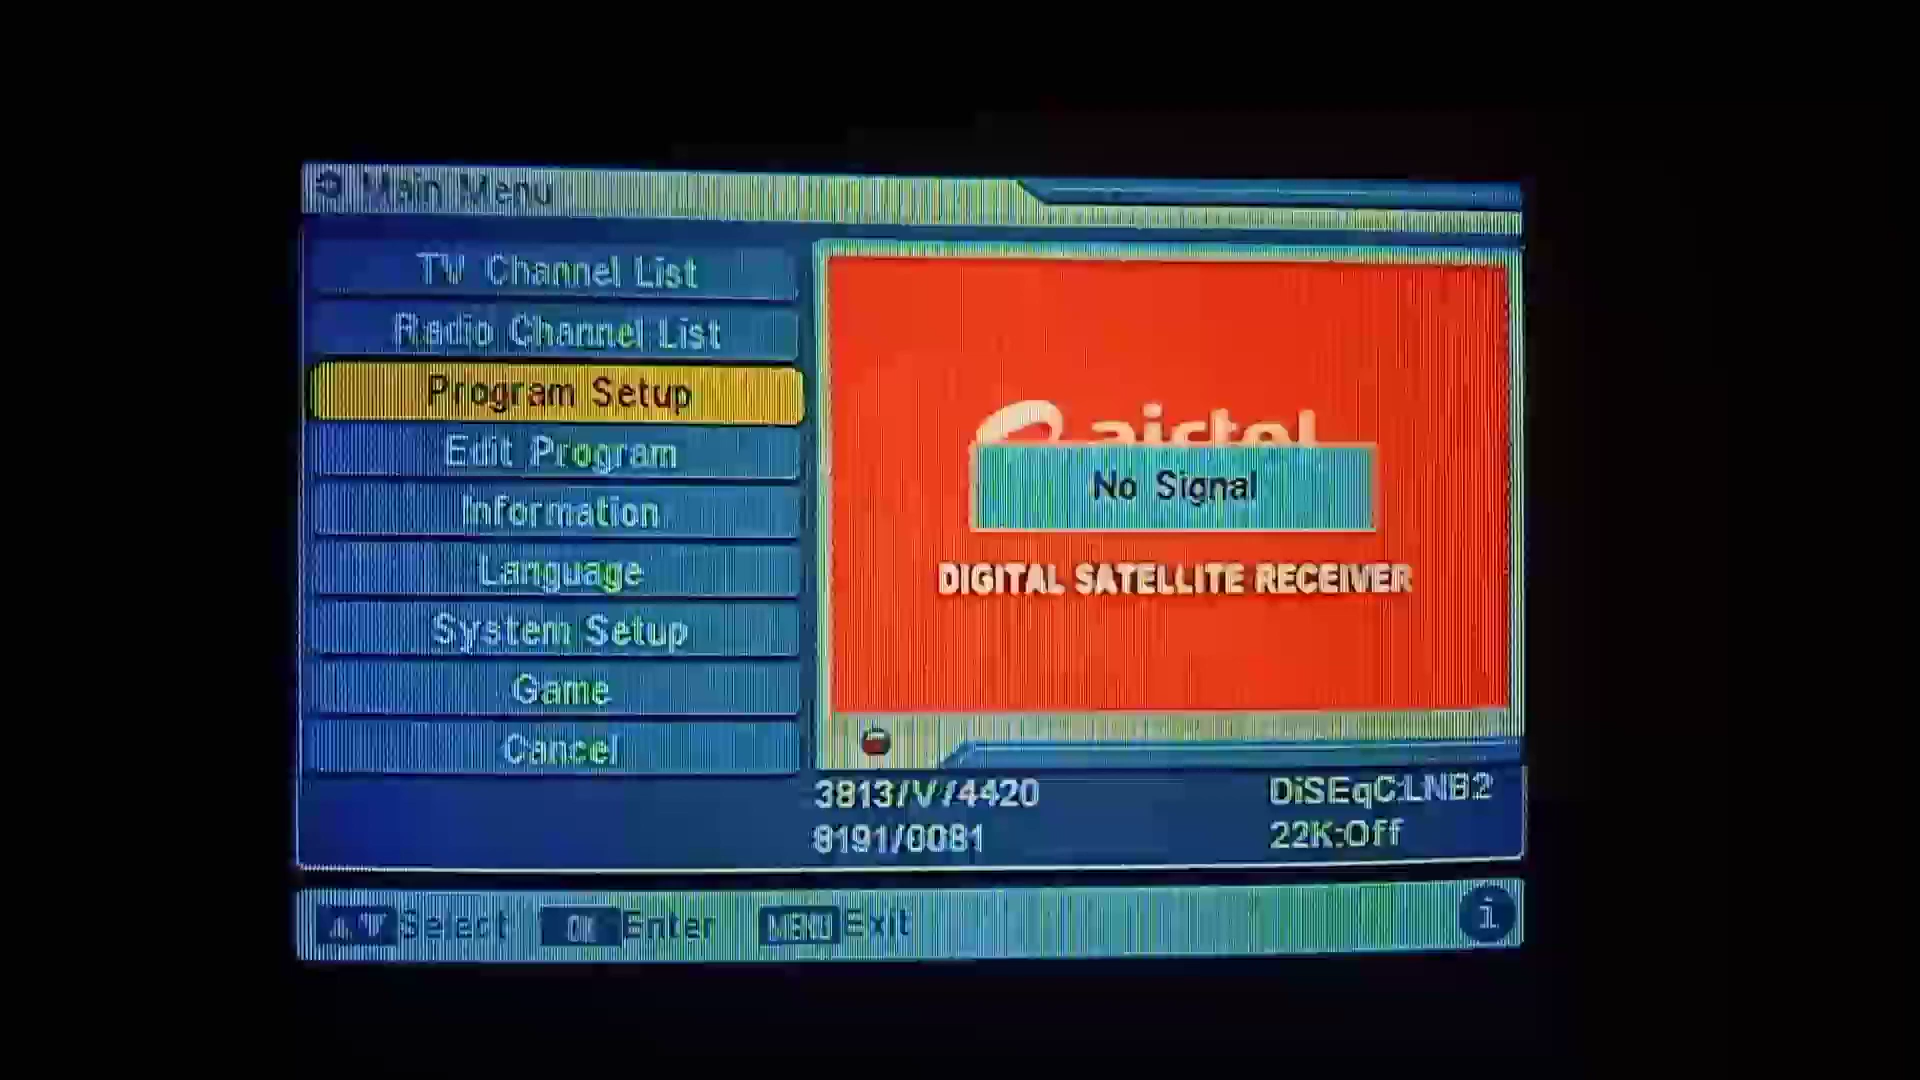 Main Menu
TV Channel List
Radio Channel List
Program Setup
Edit Program
Information
Language
System Setup
Game
Cancel
airtel
No Signal
DIGITAL SATELLITE RECEIVER
3813/V/4420
8191/0081
DiSEqC:LNB2
22K:Off
Select OK Enter MENU Exit i